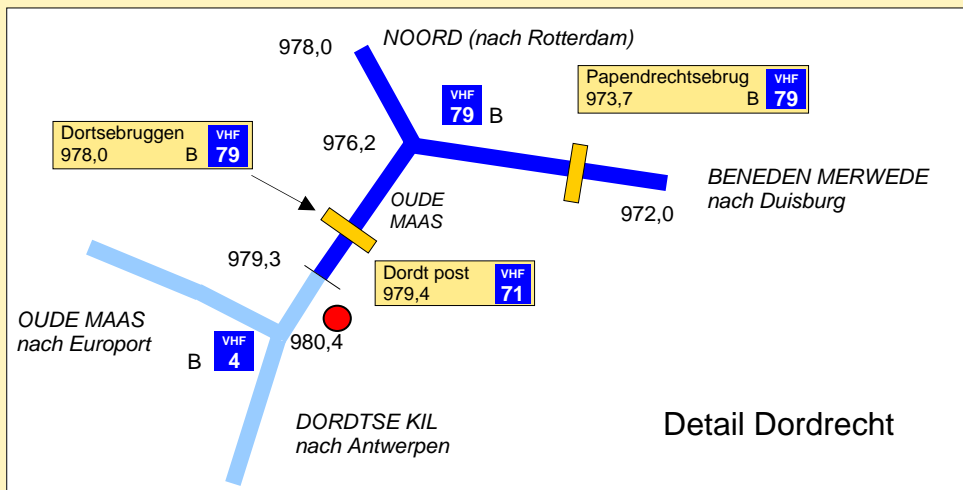 978,0
NOORD (nach Rotterdam)
VHF
79 B
Papendrechtsebrug
973,7 B
VHF
79
Dortsebruggen
978,0 B
VHF
79
976,2
OUDE
MAAS
BENEDEN MERWEDE
nach Duisburg
972,0
979,3
Dordt post
979,4
VHF
71
OUDE MAAS
nach Europort
B
VHF
4
980,4
DORDTSE KIL
nach Antwerpen
Detail Dordrecht